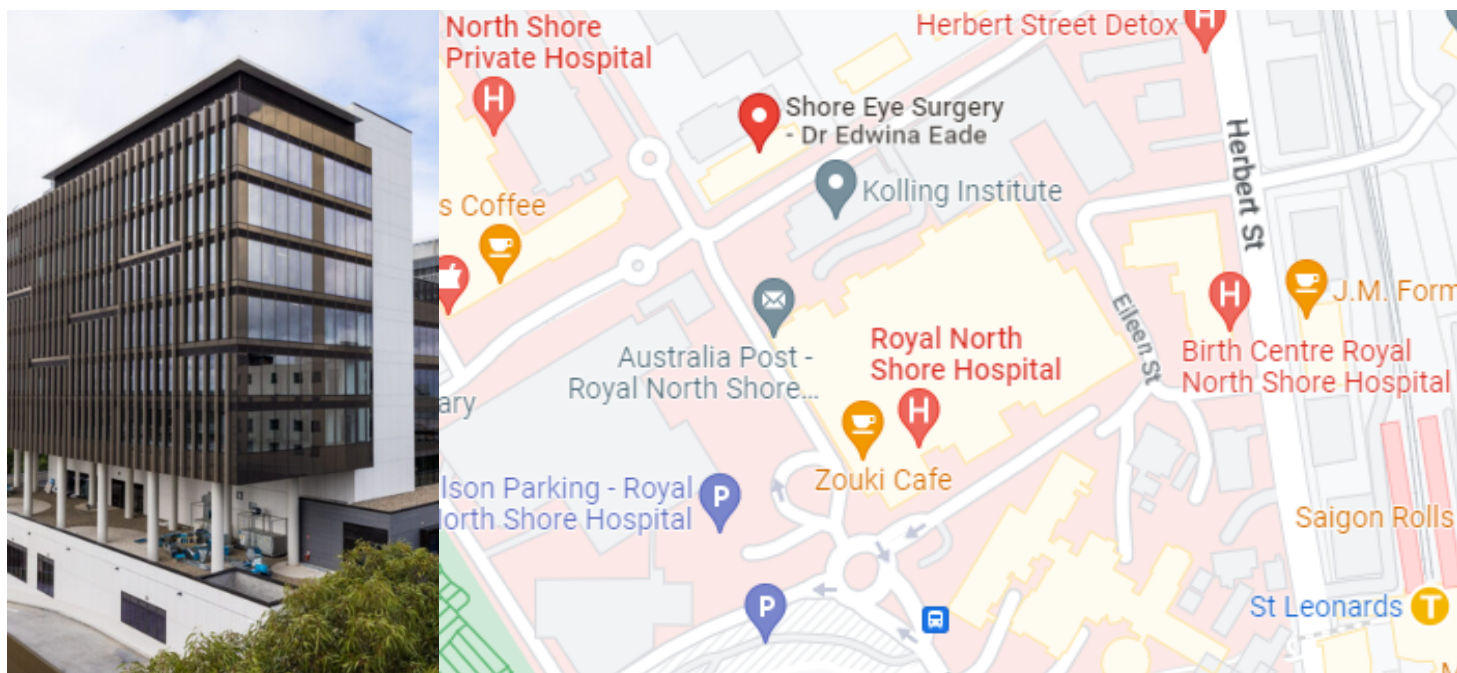 North Shore
Private Hospital
Herbert Street Detox
Shore Eye Surgery
- Dr Edwina Eade
Kolling Institute
Herbert St
s Coffee
Eileen St
J.M. Form
Australia Post -
Royal North Shore...
Royal North
Shore Hospital
Birth Centre Royal
North Shore Hospital
ary
Zouki Cafe
lson Parking - Royal
North Shore Hospital
Saigon Rolls
St Leonards
H
H
H
H
P
P
T